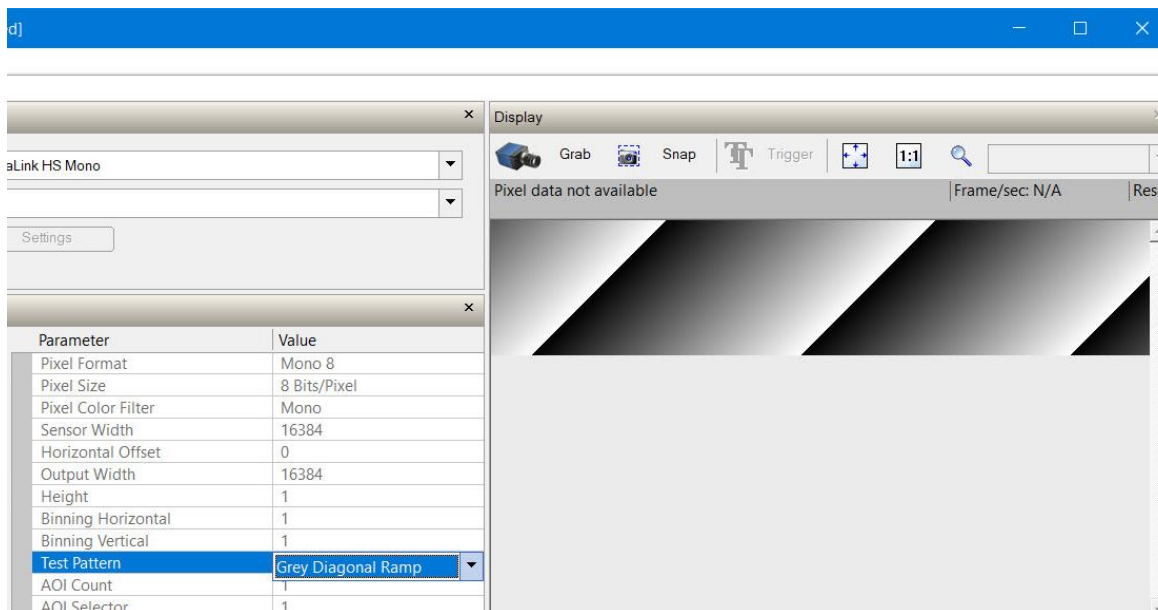 ed]
Display
aLink HS Mono
Grab Snap Trigger 1:1
Pixel data not available Frame/sec: N/A Res
Settings
Parameter Value
Pixel Format Mono 8
Pixel Size 8 Bits/Pixel
Pixel Color Filter Mono
Sensor Width 16384
Horizontal Offset 0
Output Width 16384
Height 1
Binning Horizontal 1
Binning Vertical 1
Test Pattern Grey Diagonal Ramp
AOI Count 1
AOI Selector 1